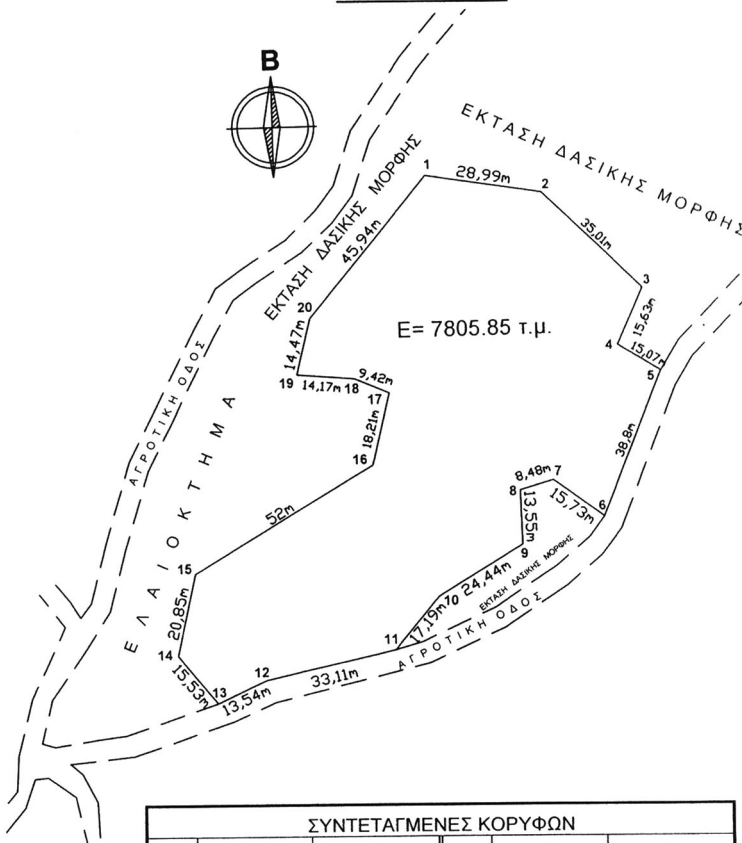 Β
ΕΚΤΑΣΗ ΔΑΣΙΚΗΣ ΜΟΡΦΗΣ
ΕΚΤΑΣΗ ΔΑΣΙΚΗΣ ΜΟΡΦΗΣ
1
28,99m
2
35,01m
3
15,63m
4
15,07m
5
45,94m
20
Ε= 7805.85 τ.μ.
14,47m
19
14,17m
18
9,42m
17
18,21m
16
38,8m
8,48m
7
8
15,73m
6
13,55m
9
ΑΓΡΟΤΙΚΗ ΟΔΟΣ
ΕΛΑΙΟΚΤΗΜΑ
52m
15
20,85m
14
15,53m
13
13,54m
12
33,11m
11
17,19m
10
24,44m
ΕΚΤΑΣΗ ΔΑΣΙΚΗΣ ΜΟΡΦΗΣ
ΑΓΡΟΤΙΚΗ ΟΔΟΣ
ΣΥΝΤΕΤΑΓΜΕΝΕΣ ΚΟΡΥΦΩΝ